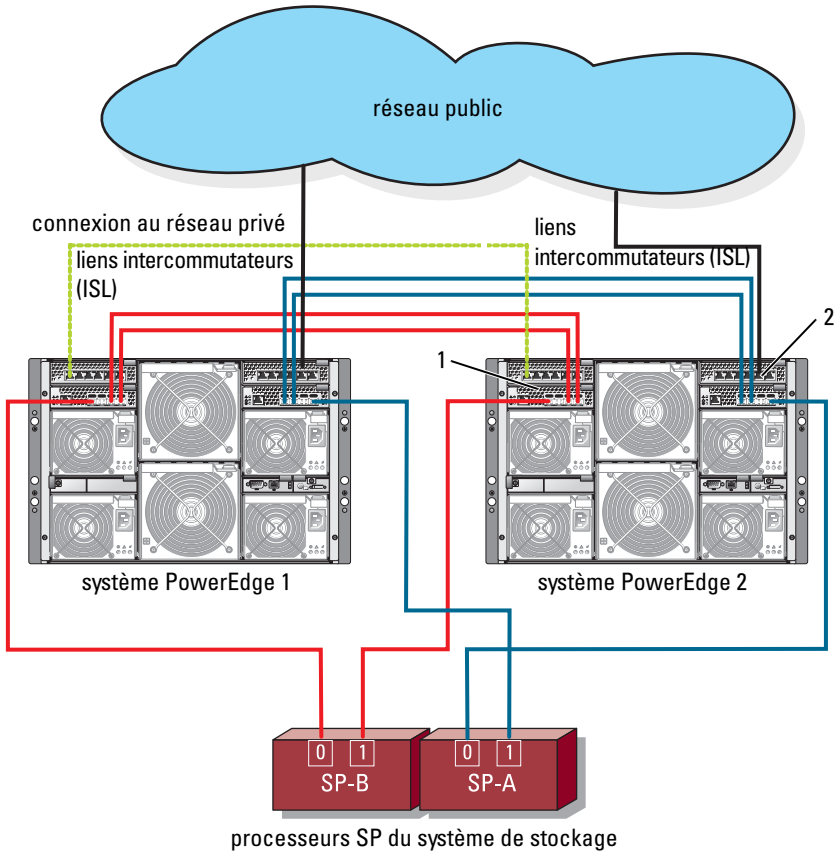 réseau public
connexion au réseau privé
liens intercommutateurs
(ISL)
liens
intercommutateurs (ISL)
1
2
système PowerEdge 1
système PowerEdge 2
0 1
SP-B
0 1
SP-A
processeurs SP du système de stockage